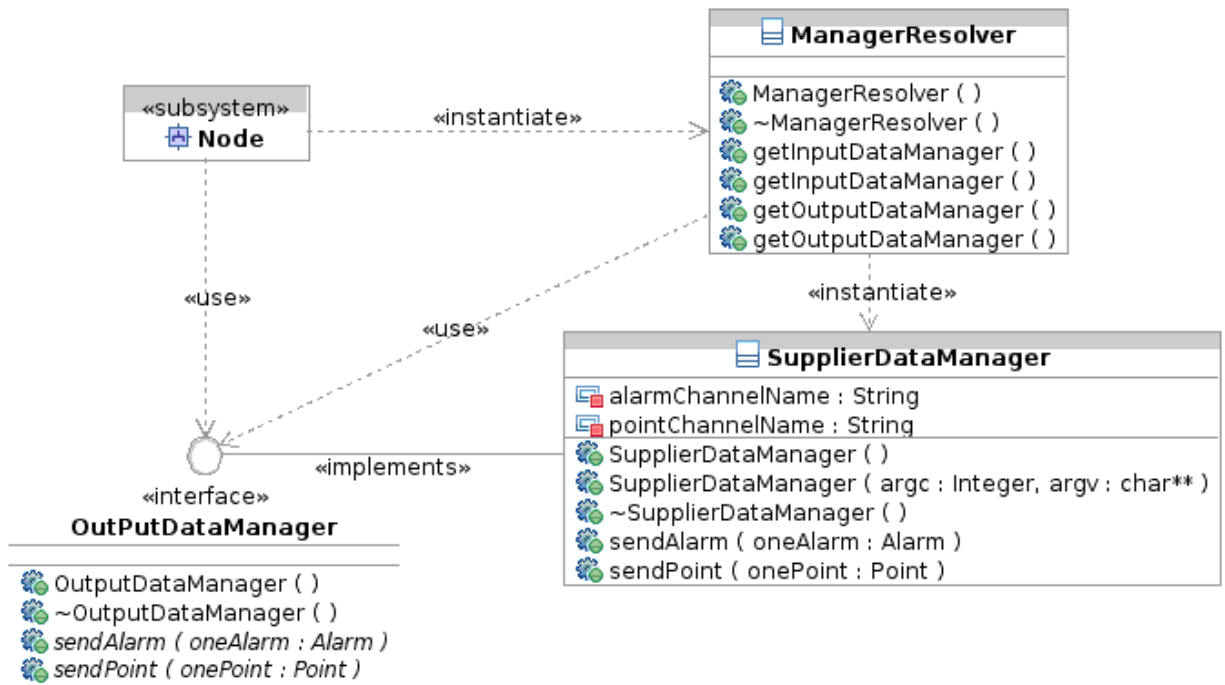 ManagerResolver
ManagerResolver ( )
~ManagerResolver ( )
getInputDataManager ( )
getInputDataManager ( )
getOutputDataManager ( )
getOutputDataManager ( )
«subsystem»
Node
«instantiate»
«use»
«use»
«instantiate»
SupplierDataManager
alarmChannelName : String
pointChannelName : String
SupplierDataManager ( )
SupplierDataManager ( argc : Integer, argv : char** )
~SupplierDataManager ( )
sendAlarm ( oneAlarm : Alarm )
sendPoint ( onePoint : Point )
«implements»
«interface»
OutPutDataManager
OutputDataManager ( )
~OutputDataManager ( )
sendAlarm ( oneAlarm : Alarm )
sendPoint ( onePoint : Point )